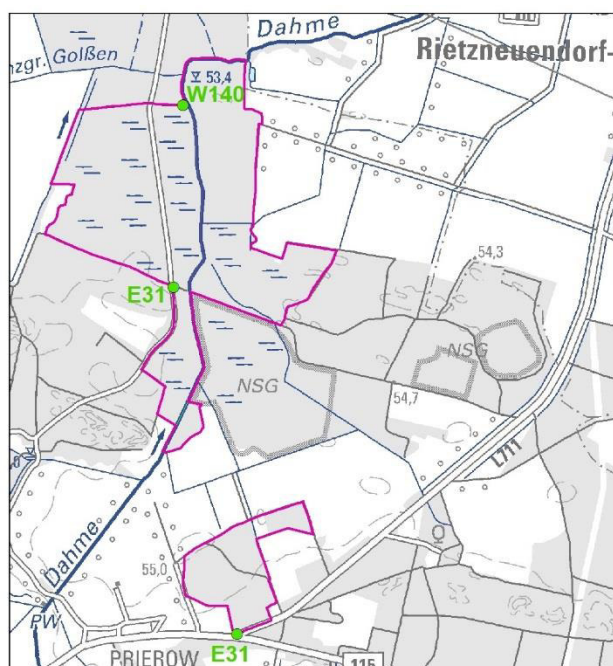 Dahme
Rietzneuendorf-
nzgr. Golßen
53,4
W140
54,3
E31
NSG
NSG
54,7
L711
Dahme
55,0
PW
PRIEROW
E31
115